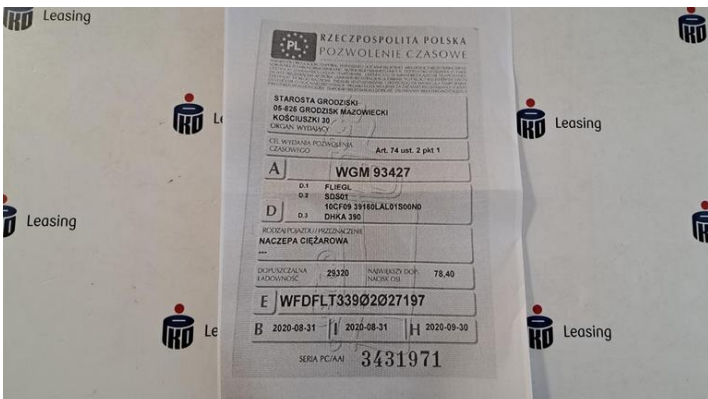 Leasing
RZECZPOSPOLITA POLSKA
PL
POZWOLENIE CZASOWE
STAROSTA GRODZISKI
05-825 GRODZISK MAZOWIECKI
KOŚCIUSZKI 30
ORGAN WYDAJĄCY
CEL WYDANIA POZWOLENIA
CZASOWEGO
Art. 74 ust. 2 pkt 1
Leasing
A WGM 93427
D.1 FLIEGL
D.2 SDS01
10CF09 39160LAL01S00N0
D D.3 DHKA 390
Leasing
RODZAJ POJAZDU / PRZEZNACZENIE
NACZEPA CIĘŻAROWA
---
DOPUSZCZALNA
ŁADOWNOŚĆ 29320 NAJWIĘKSZY DOP.
NACISK OSI 78,40
E WFDFLT339Ø2Ø27197
B 2020-08-31 I 2020-08-31 H 2020-09-30
Le
Leasing
SERIA PC/AAI 3431971